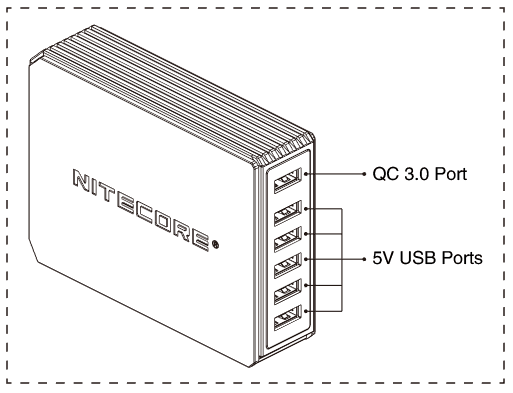 QC 3.0 Port
NITECORE®
5V USB Ports